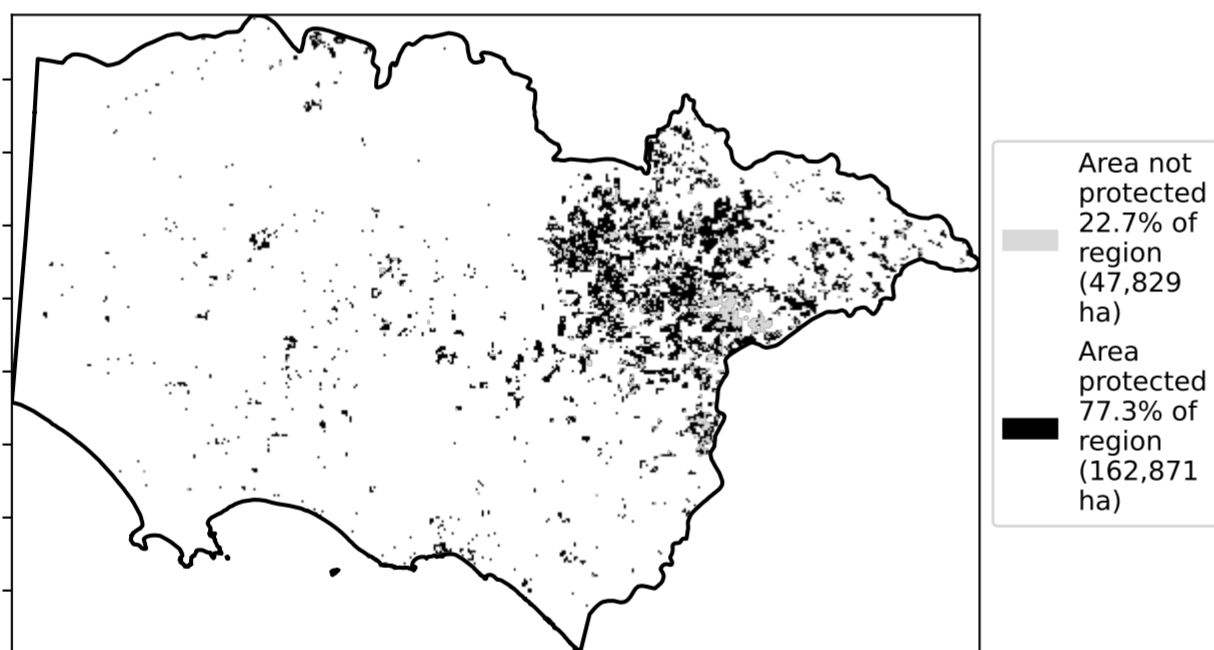 Area not
protected
22.7% of
region
(47,829
ha)
Area
protected
77.3% of
region
(162,871
ha)